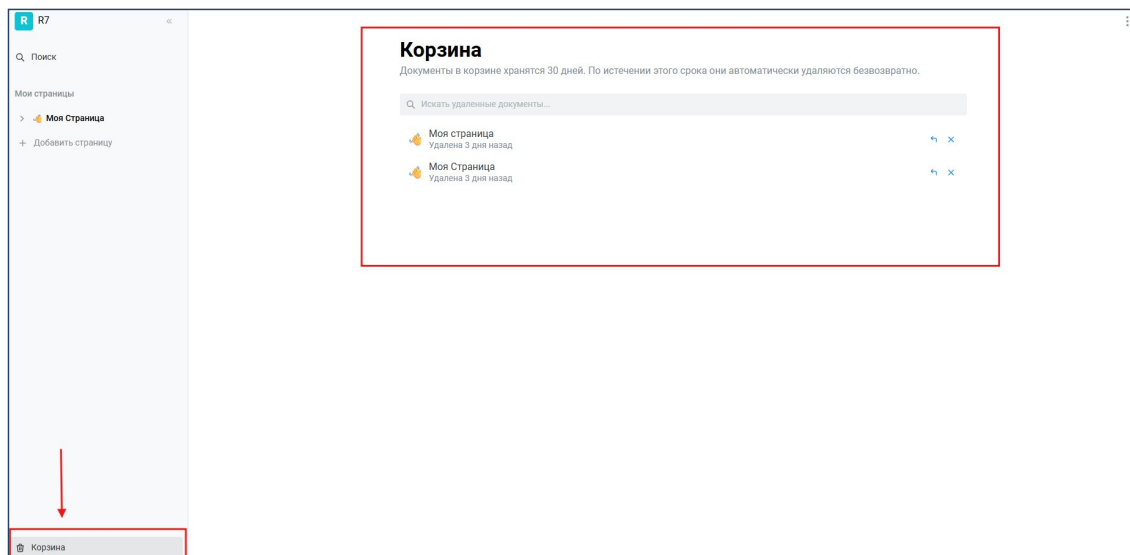 R R7
Поиск
Мои страницы
Моя Страница
Добавить страницу
Корзина
Корзина
Документы в корзине хранятся 30 дней. По истечении этого срока они автоматически удаляются безвозвратно.
Искать удаленные документы...
Моя страница
Удалена 3 дня назад
Моя Страница
Удалена 3 дня назад